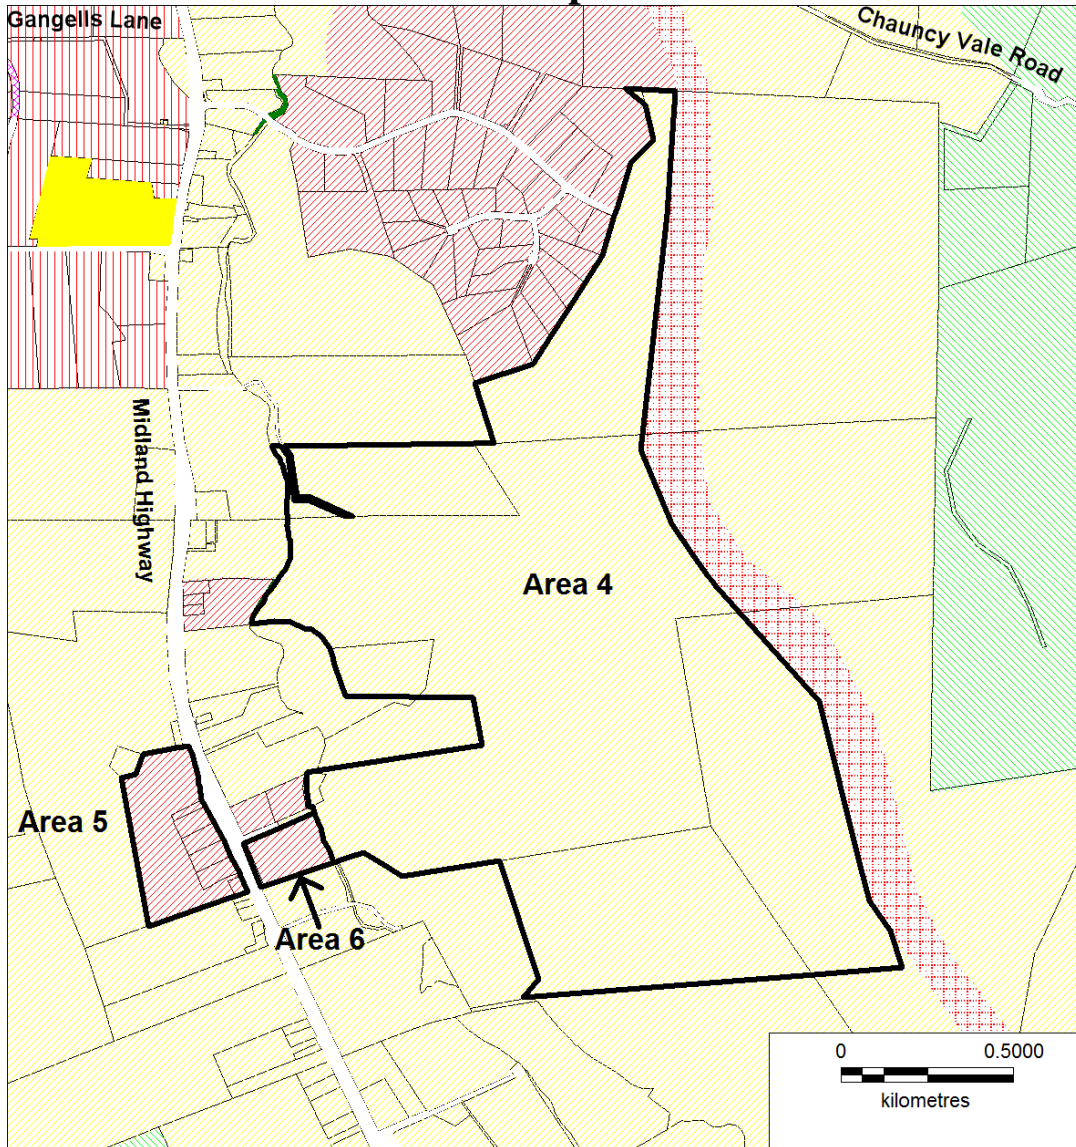 Gangells Lane
Chauncy Vale Road
Midland Highway
Area 4
Area 5
Area 6
0 0.5000
kilometres